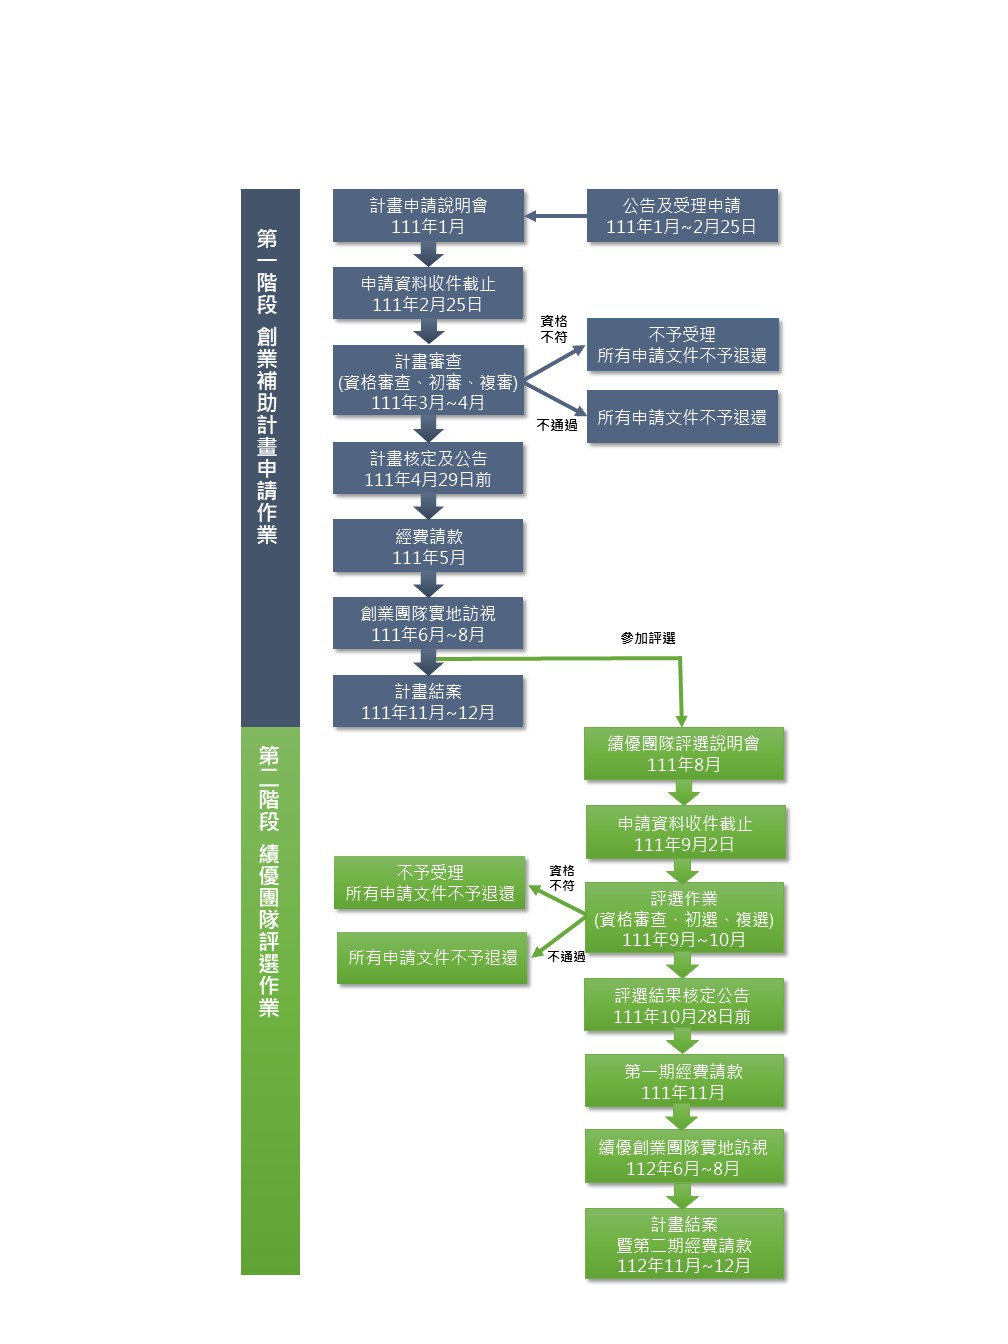 第一階段 創業補助計畫申請作業
計畫申請說明會
111年1月
公告及受理申請
111年1月~2月25日
申請資料收件截止
111年2月25日
計畫審查
(資格審查、初審、複審)
111年3月~4月
資格
不符
不予受理
所有申請文件不予退還
不通過
所有申請文件不予退還
計畫核定及公告
111年4月29日前
經費請款
111年5月
創業團隊實地訪視
111年6月~8月
參加評選
計畫結案
111年11月~12月
第二階段 績優團隊評選作業
績優團隊評選說明會
111年8月
申請資料收件截止
111年9月2日
評選作業
(資格審查、初選、複選)
111年9月~10月
資格
不符
不予受理
所有申請文件不予退還
不通過
所有申請文件不予退還
評選結果核定公告
111年10月28日前
第一期經費請款
111年11月
績優創業團隊實地訪視
112年6月~8月
計畫結案
暨第二期經費請款
112年11月~12月